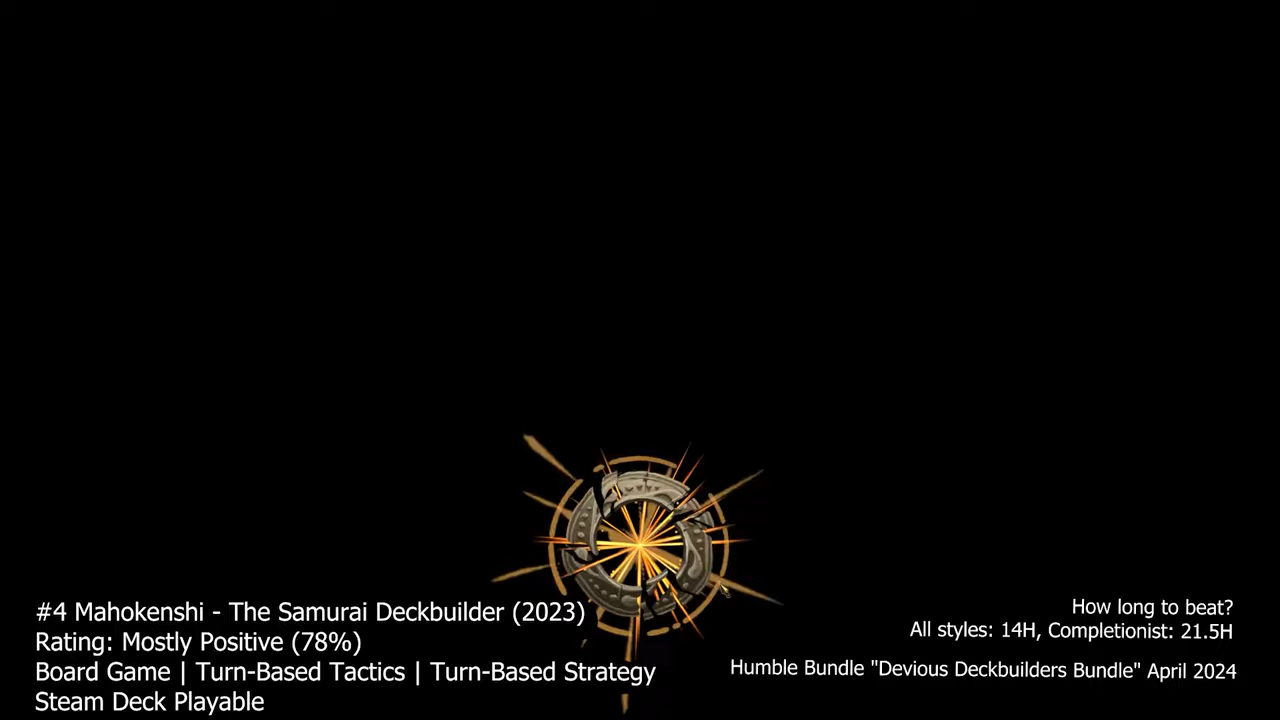 #4 Mahokenshi - The Samurai Deckbuilder (2023)
Rating: Mostly Positive (78%)
Board Game | Turn-Based Tactics | Turn-Based Strategy
Steam Deck Playable
How long to beat?
All styles: 14H, Completionist: 21.5H
Humble Bundle "Devious Deckbuilders Bundle" April 2024